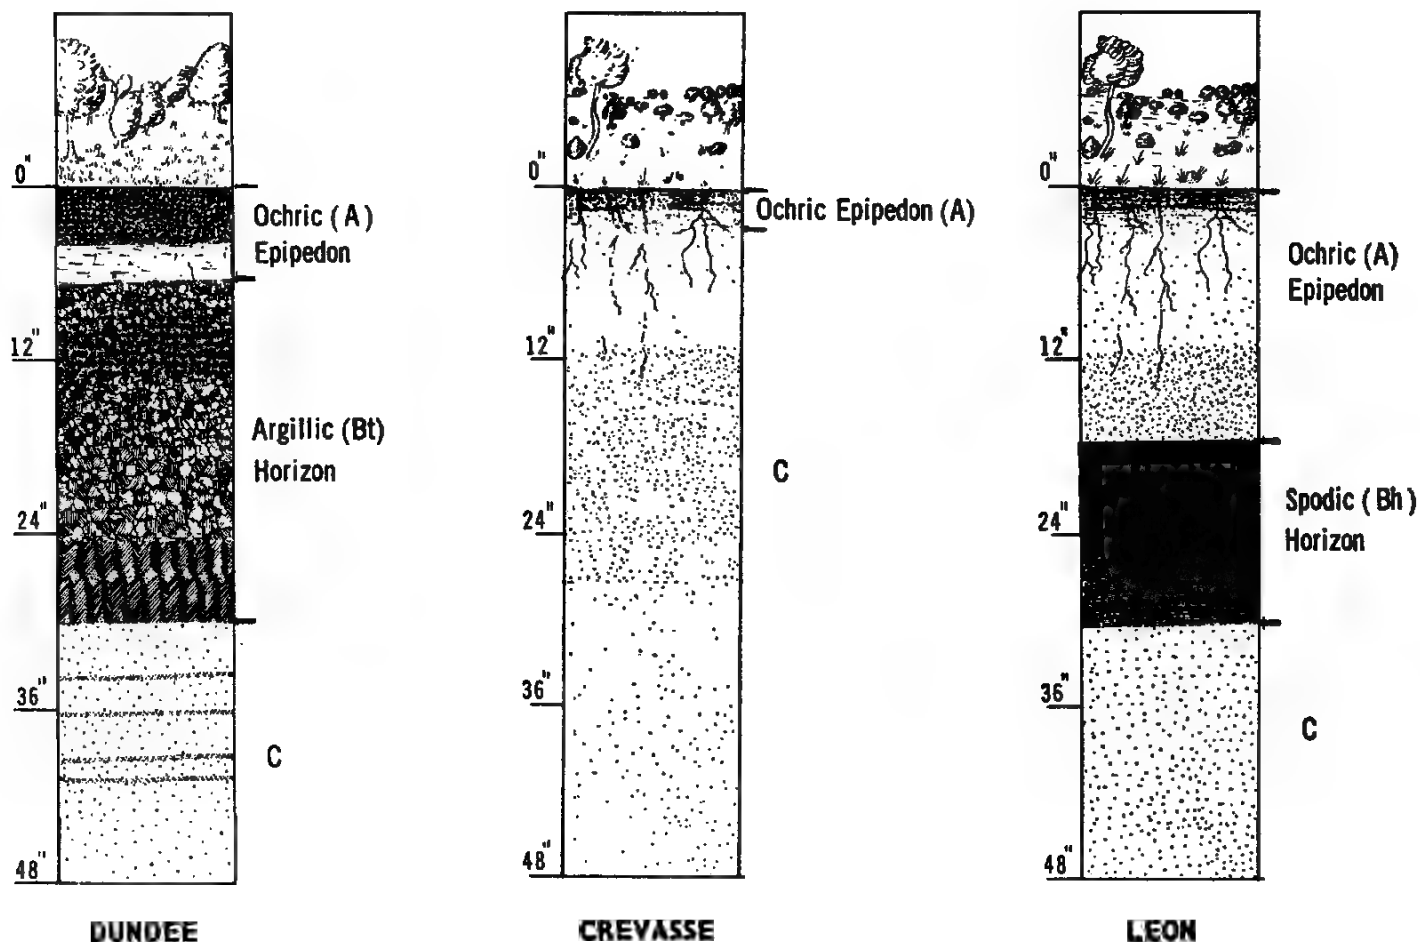 0"
Ochric (A)
Epipedon
12"
Argillic (Bt)
Horizon
24"
36"
C
48"
DUNDEE
0"
Ochric Epipedon (A)
12"
C
24"
36"
48"
CREVASSE
0"
Ochric (A)
Epipedon
12"
Spodic (Bh)
24"
Horizon
36"
C
48"
LEON